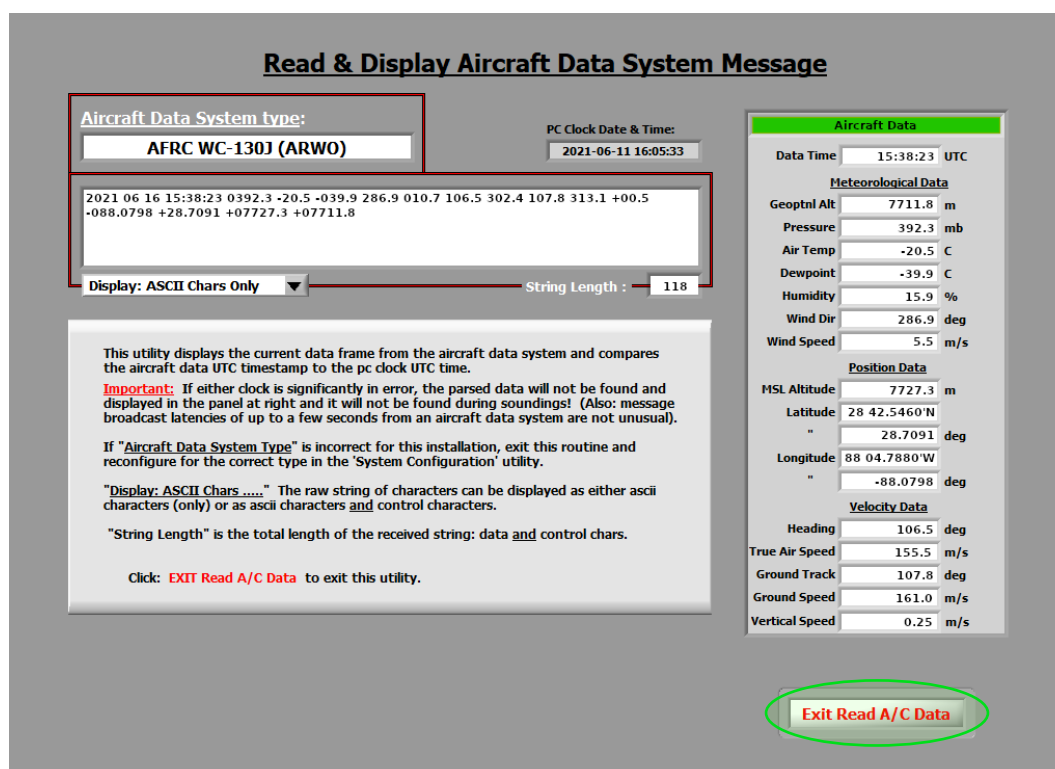 Read & Display Aircraft Data System Message
Aircraft Data System type:
AFRC WC-130J (ARWO)
PC Clock Date & Time:
2021-06-11 16:05:33
2021 06 16 15:38:23 0392.3 -20.5 -039.9 286.9 010.7 106.5 302.4 107.8 313.1 +00.5
-088.0798 +28.7091 +07727.3 +07711.8
Display: ASCII Chars Only
String Length : 118
This utility displays the current data frame from the aircraft data system and compares
the aircraft data UTC timestamp to the pc clock UTC time.
Important: If either clock is significantly in error, the parsed data will not be found and
displayed in the panel at right and it will not be found during soundings! (Also: message
broadcast latencies of up to a few seconds from an aircraft data system are not unusual).
If "Aircraft Data System Type" is incorrect for this installation, exit this routine and
reconfigure for the correct type in the 'System Configuration' utility.
"Display: ASCII Chars ....." The raw string of characters can be displayed as either ascii
characters (only) or as ascii characters and control characters.
"String Length" is the total length of the received string: data and control chars.
Click: EXIT Read A/C Data to exit this utility.
Aircraft Data
Data Time 15:38:23 UTC
Meteorological Data
Geoptnl Alt 7711.8 m
Pressure 392.3 mb
Air Temp -20.5 C
Dewpoint -39.9 C
Humidity 15.9 %
Wind Dir 286.9 deg
Wind Speed 5.5 m/s
Position Data
MSL Altitude 7727.3 m
Latitude 28 42.5460'N
" 28.7091 deg
Longitude 88 04.7880'W
" -88.0798 deg
Velocity Data
Heading 106.5 deg
True Air Speed 155.5 m/s
Ground Track 107.8 deg
Ground Speed 161.0 m/s
Vertical Speed 0.25 m/s
Exit Read A/C Data